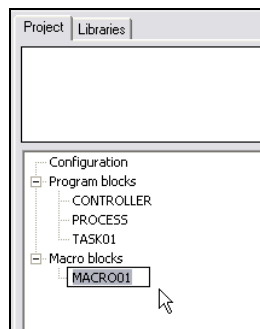 Project Libraries
Configuration
Program blocks
CONTROLLER
PROCESS
TASK01
Macro blocks
MACRO01